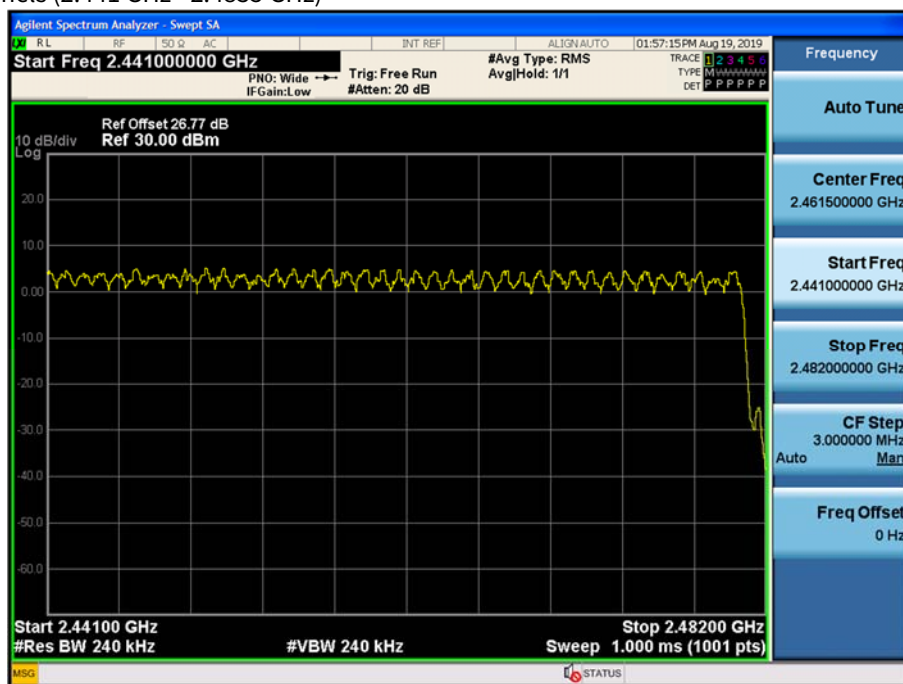 Agilent Spectrum Analyzer - Swept SA
RL RF 50 Ω AC INT REF ALIGN AUTO 01:57:15 PM Aug 19, 2019
Start Freq 2.441000000 GHz
PNO: Wide
IFGain:Low
Trig: Free Run
#Atten: 20 dB
#Avg Type: RMS
Avg|Hold: 1/1
TRACE 1 2 3 4 5 6
TYPE M
DET P P P P P P
Ref Offset 26.77 dB
10 dB/div Ref 30.00 dBm
Log
20.0
10.0
0.00
-10.0
-20.0
-30.0
-40.0
-50.0
-60.0
Start 2.44100 GHz Stop 2.48200 GHz
#Res BW 240 kHz #VBW 240 kHz Sweep 1.000 ms (1001 pts)
MSG STATUS
Frequency
Auto Tune
Center Freq
2.461500000 GHz
Start Freq
2.441000000 GHz
Stop Freq
2.482000000 GHz
CF Step
3.000000 MHz
Auto Man
Freq Offset
0 Hz